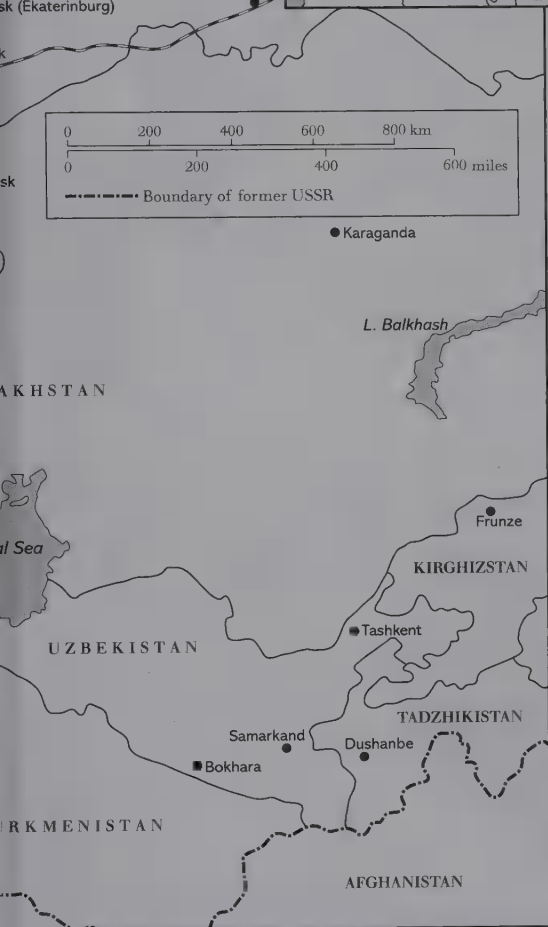 sk (Ekaterinburg)
k
0 200 400 600 800 km
0 200 400 600 miles
sk
Boundary of former USSR
Karaganda
)
L. Balkhash
AKHSTAN
Frunze
al Sea
KIRGHIZSTAN
Tashkent
UZBEKISTAN
TADZHIKISTAN
Samarkand
Dushanbe
Bokhara
RKMENISTAN
AFGHANISTAN